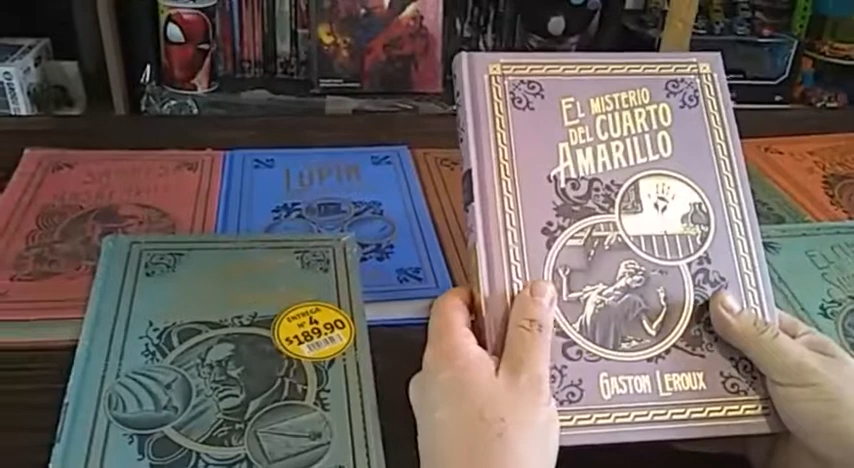 EL MISTERIO
DEL CUARTO
AMARILLO
GASTON LEROUX
LUPIN
ENTREGA
Nº 4
$189.90